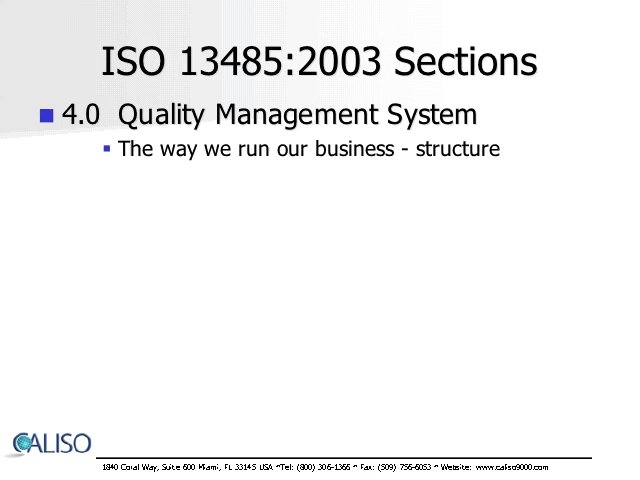 ISO 13485:2003 Sections
4.0 Quality Management System
The way we run our business - structure
CALISO
1840 Coral Way, Suite 600 Miami, FL 33145 USA ~Tel: (800) 306-1366 ~ Fax: (509) 756-6053 ~ Website: www.caliso9000.com